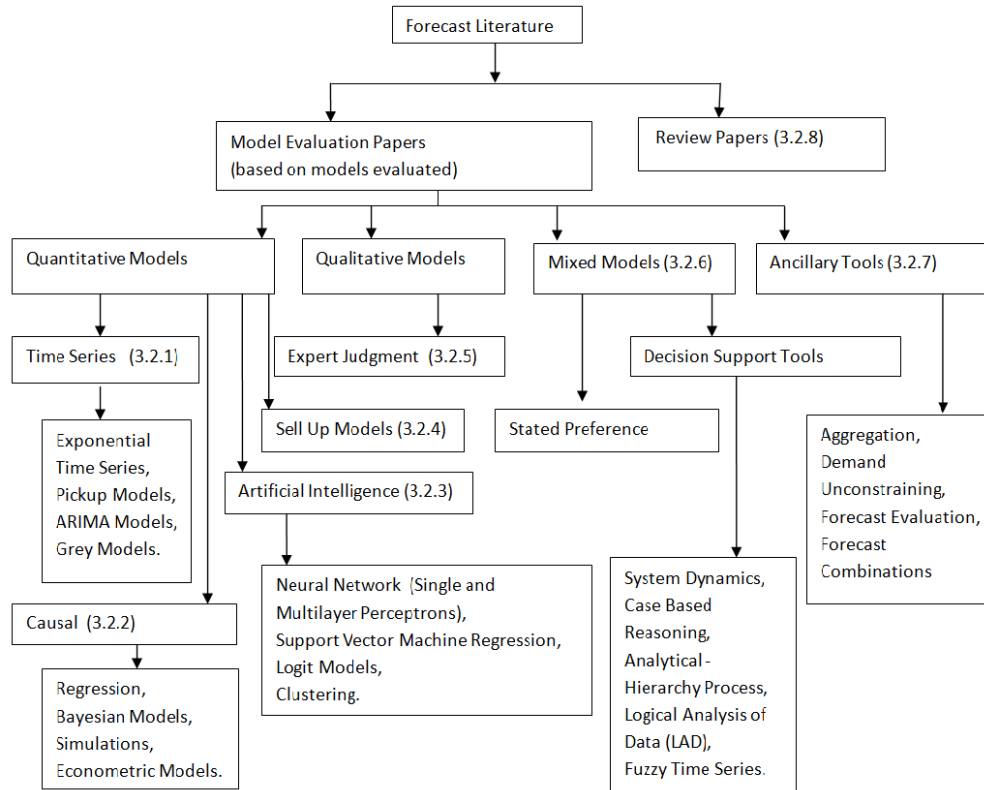 Forecast Literature
Model Evaluation Papers
(based on models evaluated)
Review Papers (3.2.8)
Quantitative Models
Qualitative Models
Mixed Models (3.2.6)
Ancillary Tools (3.2.7)
Time Series (3.2.1)
Expert Judgment (3.2.5)
Decision Support Tools
Sell Up Models (3.2.4)
Stated Preference
Exponential
Time Series,
Pickup Models,
ARIMA Models,
Grey Models.
Artificial Intelligence (3.2.3)
Aggregation,
Demand
Unconstraining,
Forecast Evaluation,
Forecast
Combinations
Neural Network (Single and
Multilayer Perceptrons),
Support Vector Machine Regression,
Logit Models,
Clustering.
System Dynamics,
Case Based
Reasoning,
Analytical -
Hierarchy Process,
Logical Analysis of
Data (LAD),
Fuzzy Time Series.
Causal (3.2.2)
Regression,
Bayesian Models,
Simulations,
Econometric Models.